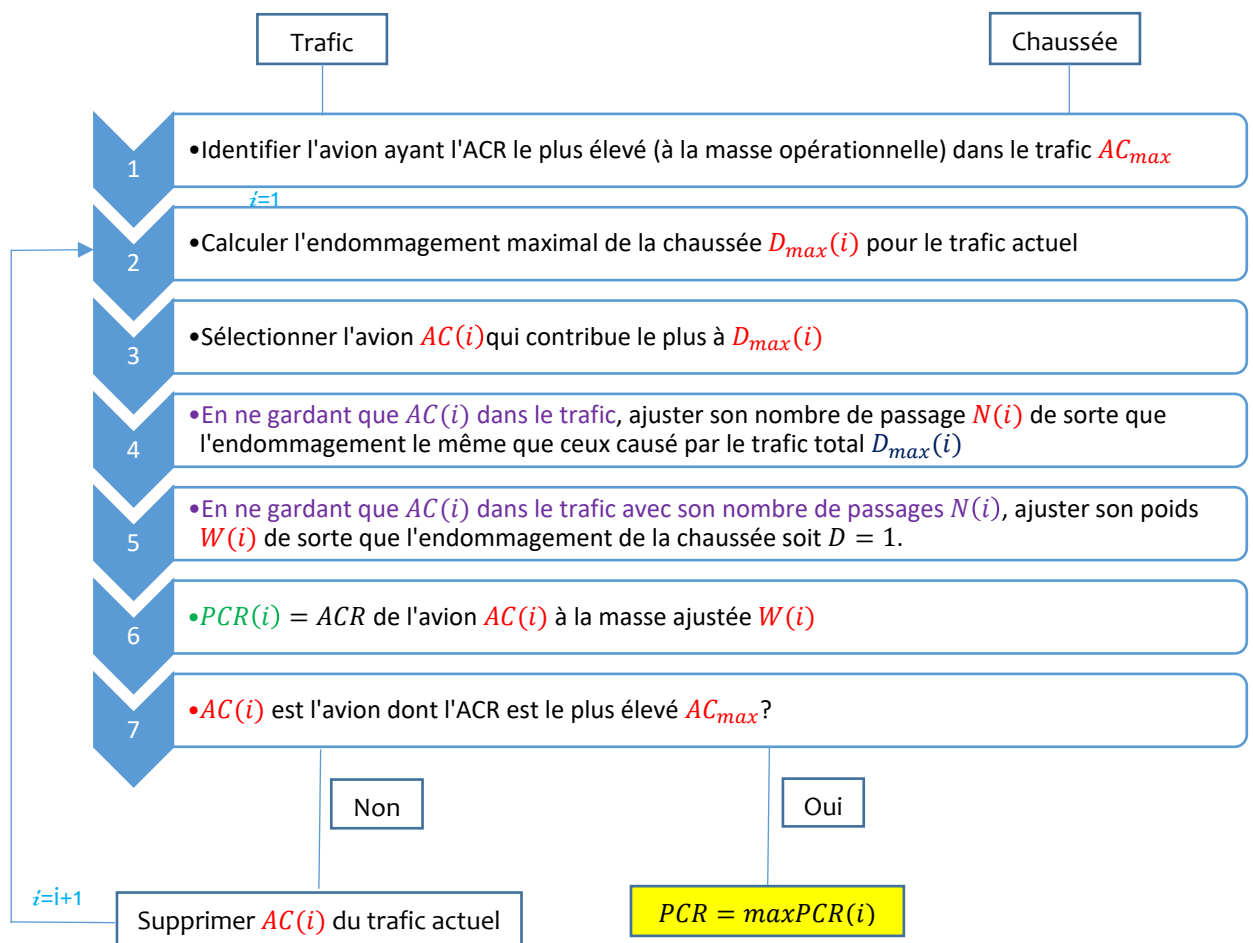 Trafic
Chaussée
1
•Identifier l'avion ayant l'ACR le plus élevé (à la masse opérationnelle) dans le trafic AC_max
i=1
2
•Calculer l'endommagement maximal de la chaussée D_max(i) pour le trafic actuel
3
•Sélectionner l'avion AC(i)qui contribue le plus à D_max(i)
4
•En ne gardant que AC(i) dans le trafic, ajuster son nombre de passage N(i) de sorte que
l'endommagement le même que ceux causé par le trafic total D_max(i)
5
•En ne gardant que AC(i) dans le trafic avec son nombre de passages N(i), ajuster son poids
W(i) de sorte que l'endommagement de la chaussée soit D = 1.
6
•PCR(i) = ACR de l'avion AC(i) à la masse ajustée W(i)
7
•AC(i) est l'avion dont l'ACR est le plus élevé AC_max?
Non
Oui
i=i+1
Supprimer AC(i) du trafic actuel
PCR = maxPCR(i)